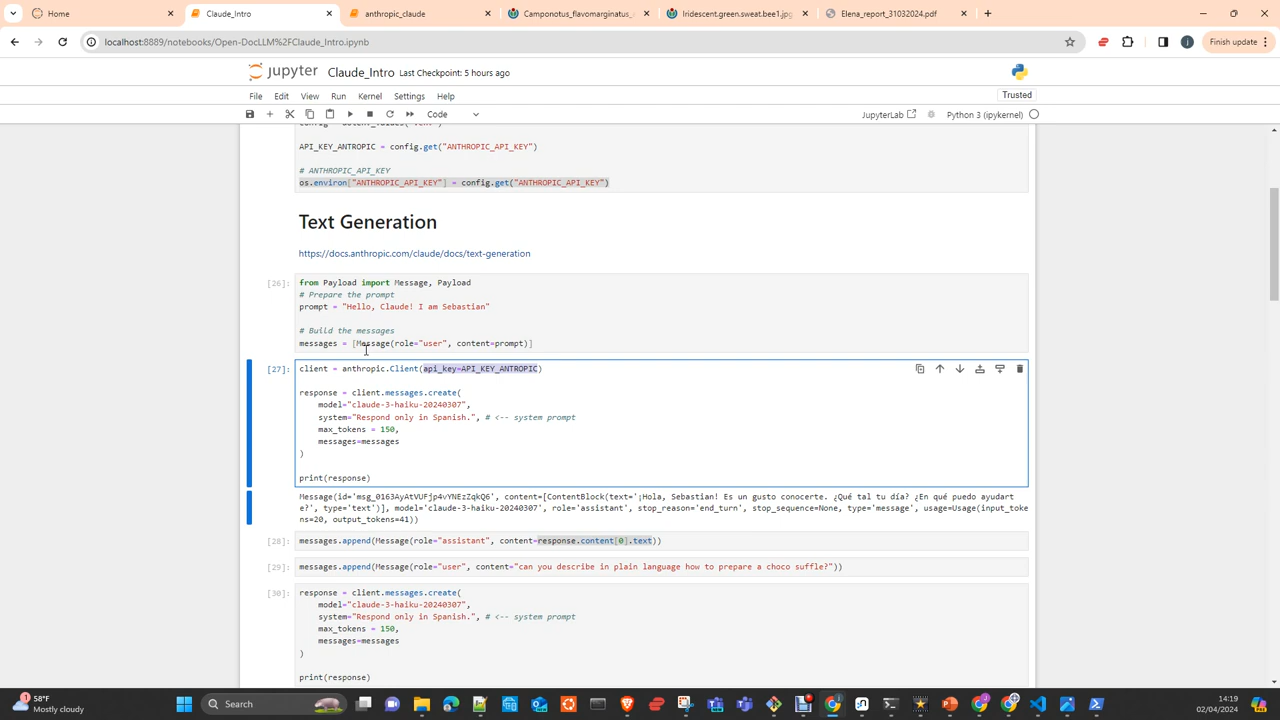 Home
Claude_Intro
anthropic_claude
Camponotus_flavomarginatus_
Iridescent.green.sweat.bee1.jpg
Elena_report_31032024.pdf
localhost:8889/notebooks/Open-DocLLM%2FClaude_Intro.ipynb
Finish update
jupyter Claude_Intro Last Checkpoint: 5 hours ago
File Edit View Run Kernel Settings Help
Trusted
Code
JupyterLab
Python 3 (ipykernel)
API_KEY_ANTROPIC = config.get("ANTHROPIC_API_KEY")
# ANTHROPIC_API_KEY
os.environ["ANTHROPIC_API_KEY"] = config.get("ANTHROPIC_API_KEY")
Text Generation
https://docs.anthropic.com/claude/docs/text-generation
[26]:
from Payload import Message, Payload
# Prepare the prompt
prompt = "Hello, Claude! I am Sebastian"
# Build the messages
messages = [Message(role="user", content=prompt)]
[27]:
client = anthropic.Client(api_key=API_KEY_ANTROPIC)
response = client.messages.create(
model="claude-3-haiku-20240307",
system="Respond only in Spanish.", # <-- system prompt
max_tokens = 150,
messages=messages
)
print(response)
Message(id='msg_0163AyAtVUFjp4vYNEzZqkQ6', content=[ContentBlock(text='¡Hola, Sebastian! Es un gusto conocerte. ¿Qué tal tu día? ¿En qué puedo ayudart
e?', type='text')], model='claude-3-haiku-20240307', role='assistant', stop_reason='end_turn', stop_sequence=None, type='message', usage=Usage(input_toke
ns=20, output_tokens=41))
[28]:
messages.append(Message(role="assistant", content=response.content[0].text))
[29]:
messages.append(Message(role="user", content="can you describe in plain language how to prepare a choco suffle?"))
[30]:
response = client.messages.create(
model="claude-3-haiku-20240307",
system="Respond only in Spanish.", # <-- system prompt
max_tokens = 150,
messages=messages
)
print(response)
58°F
Mostly cloudy
Search
14:19
02/04/2024